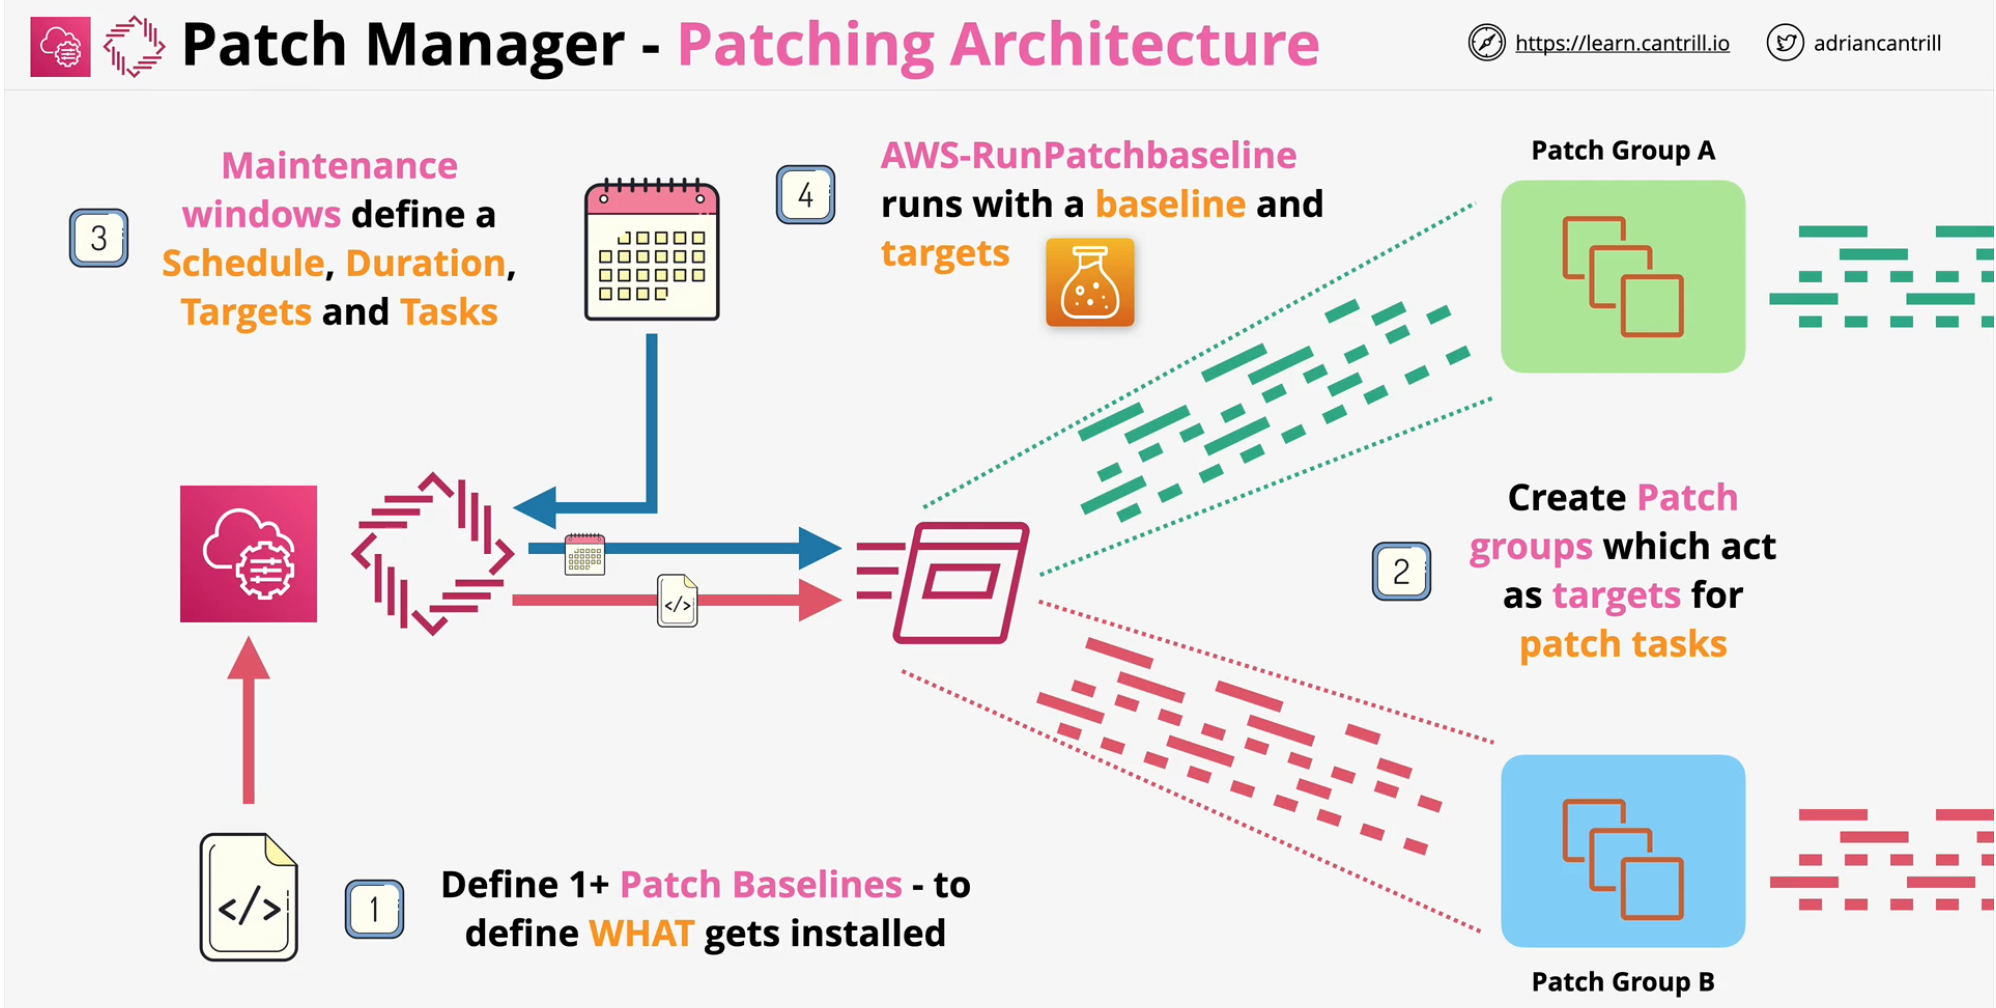 Patch Manager - Patching Architecture
https://learn.cantrill.io
adriancantrill
3
Maintenance
windows define a
Schedule, Duration,
Targets and Tasks
4
AWS-RunPatchbaseline
runs with a baseline and
targets
Patch Group A
2
Create Patch
groups which act
as targets for
patch tasks
</>
</>
1
Define 1+ Patch Baselines - to
define WHAT gets installed
Patch Group B